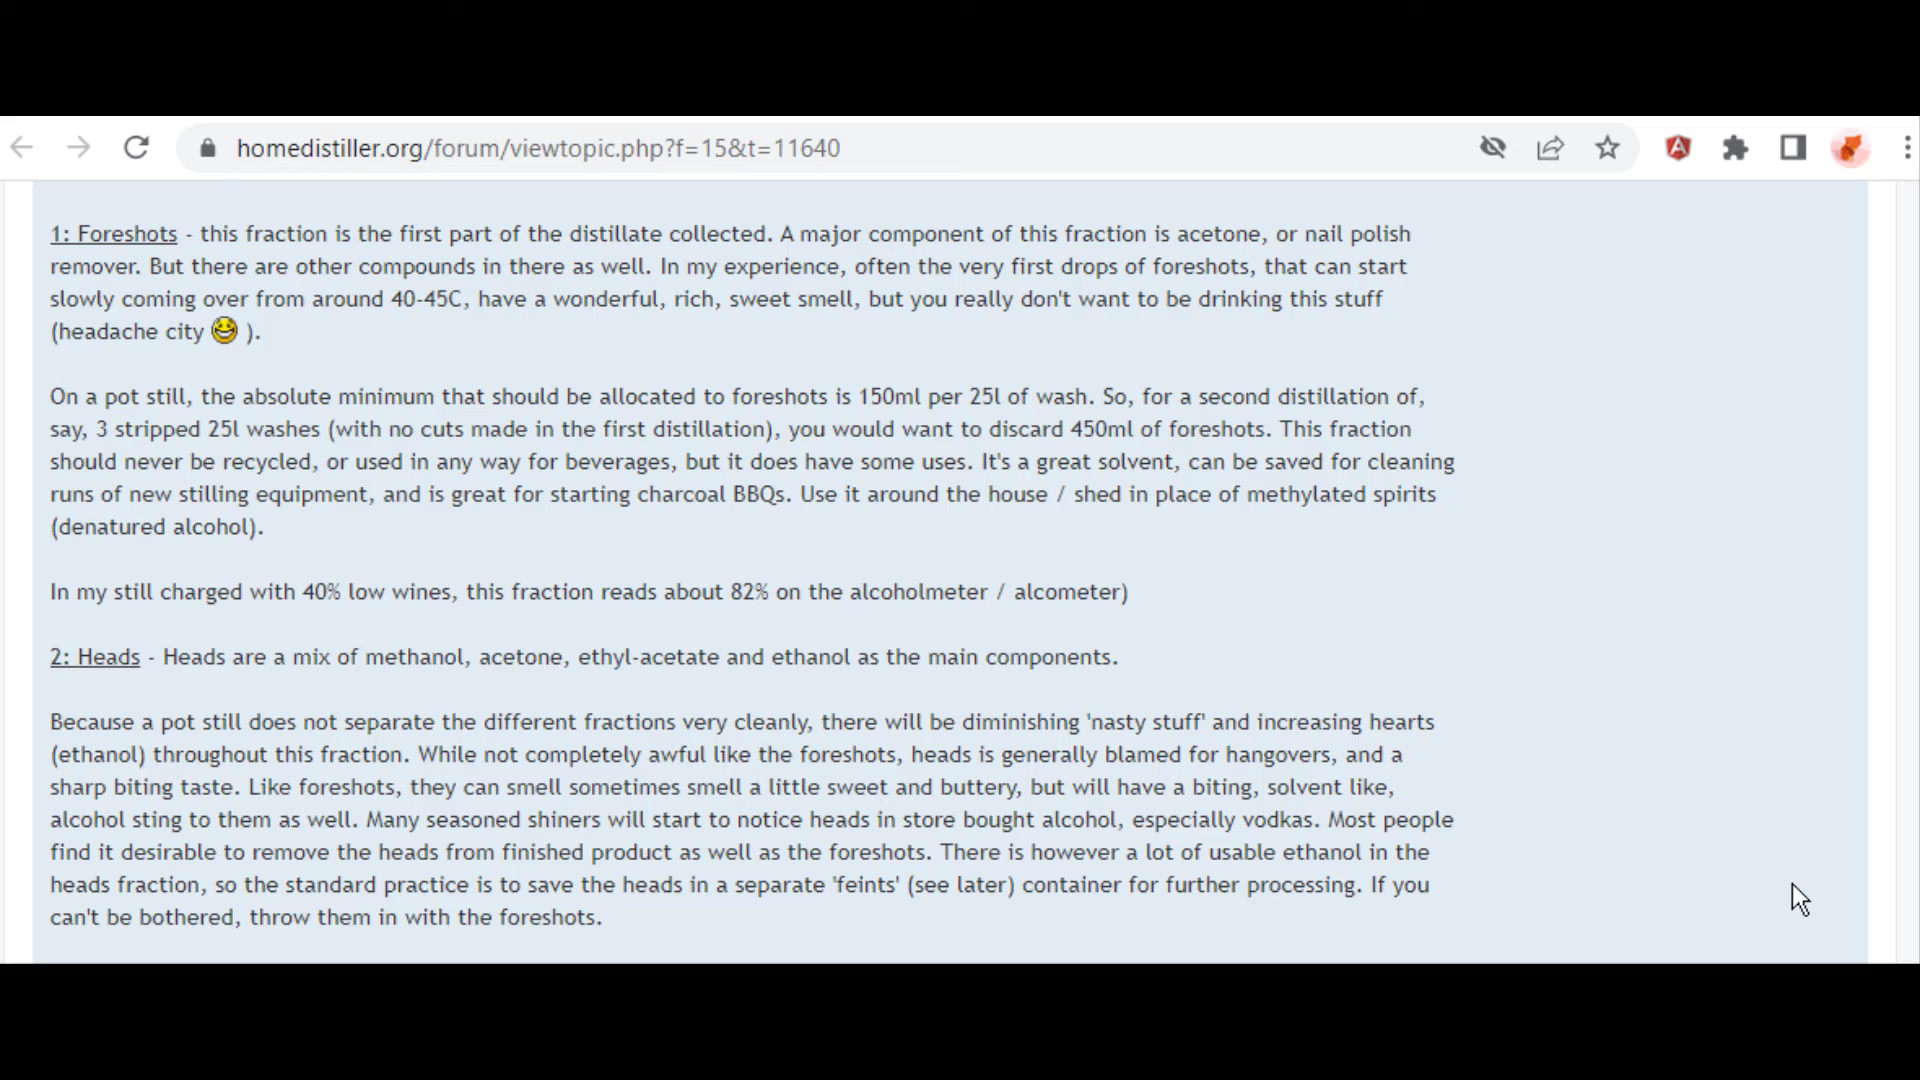 homedistiller.org/forum/viewtopic.php?f=15&t=11640
1: Foreshots - this fraction is the first part of the distillate collected. A major component of this fraction is acetone, or nail polish
remover. But there are other compounds in there as well. In my experience, often the very first drops of foreshots, that can start
slowly coming over from around 40-45C, have a wonderful, rich, sweet smell, but you really don't want to be drinking this stuff
(headache city ).
On a pot still, the absolute minimum that should be allocated to foreshots is 150ml per 25l of wash. So, for a second distillation of,
say, 3 stripped 25l washes (with no cuts made in the first distillation), you would want to discard 450ml of foreshots. This fraction
should never be recycled, or used in any way for beverages, but it does have some uses. It's a great solvent, can be saved for cleaning
runs of new stilling equipment, and is great for starting charcoal BBQs. Use it around the house / shed in place of methylated spirits
(denatured alcohol).
In my still charged with 40% low wines, this fraction reads about 82% on the alcoholmeter / alcometer)
2: Heads - Heads are a mix of methanol, acetone, ethyl-acetate and ethanol as the main components.
Because a pot still does not separate the different fractions very cleanly, there will be diminishing 'nasty stuff' and increasing hearts
(ethanol) throughout this fraction. While not completely awful like the foreshots, heads is generally blamed for hangovers, and a
sharp biting taste. Like foreshots, they can smell sometimes smell a little sweet and buttery, but will have a biting, solvent like,
alcohol sting to them as well. Many seasoned shiners will start to notice heads in store bought alcohol, especially vodkas. Most people
find it desirable to remove the heads from finished product as well as the foreshots. There is however a lot of usable ethanol in the
heads fraction, so the standard practice is to save the heads in a separate 'feints' (see later) container for further processing. If you
can't be bothered, throw them in with the foreshots.